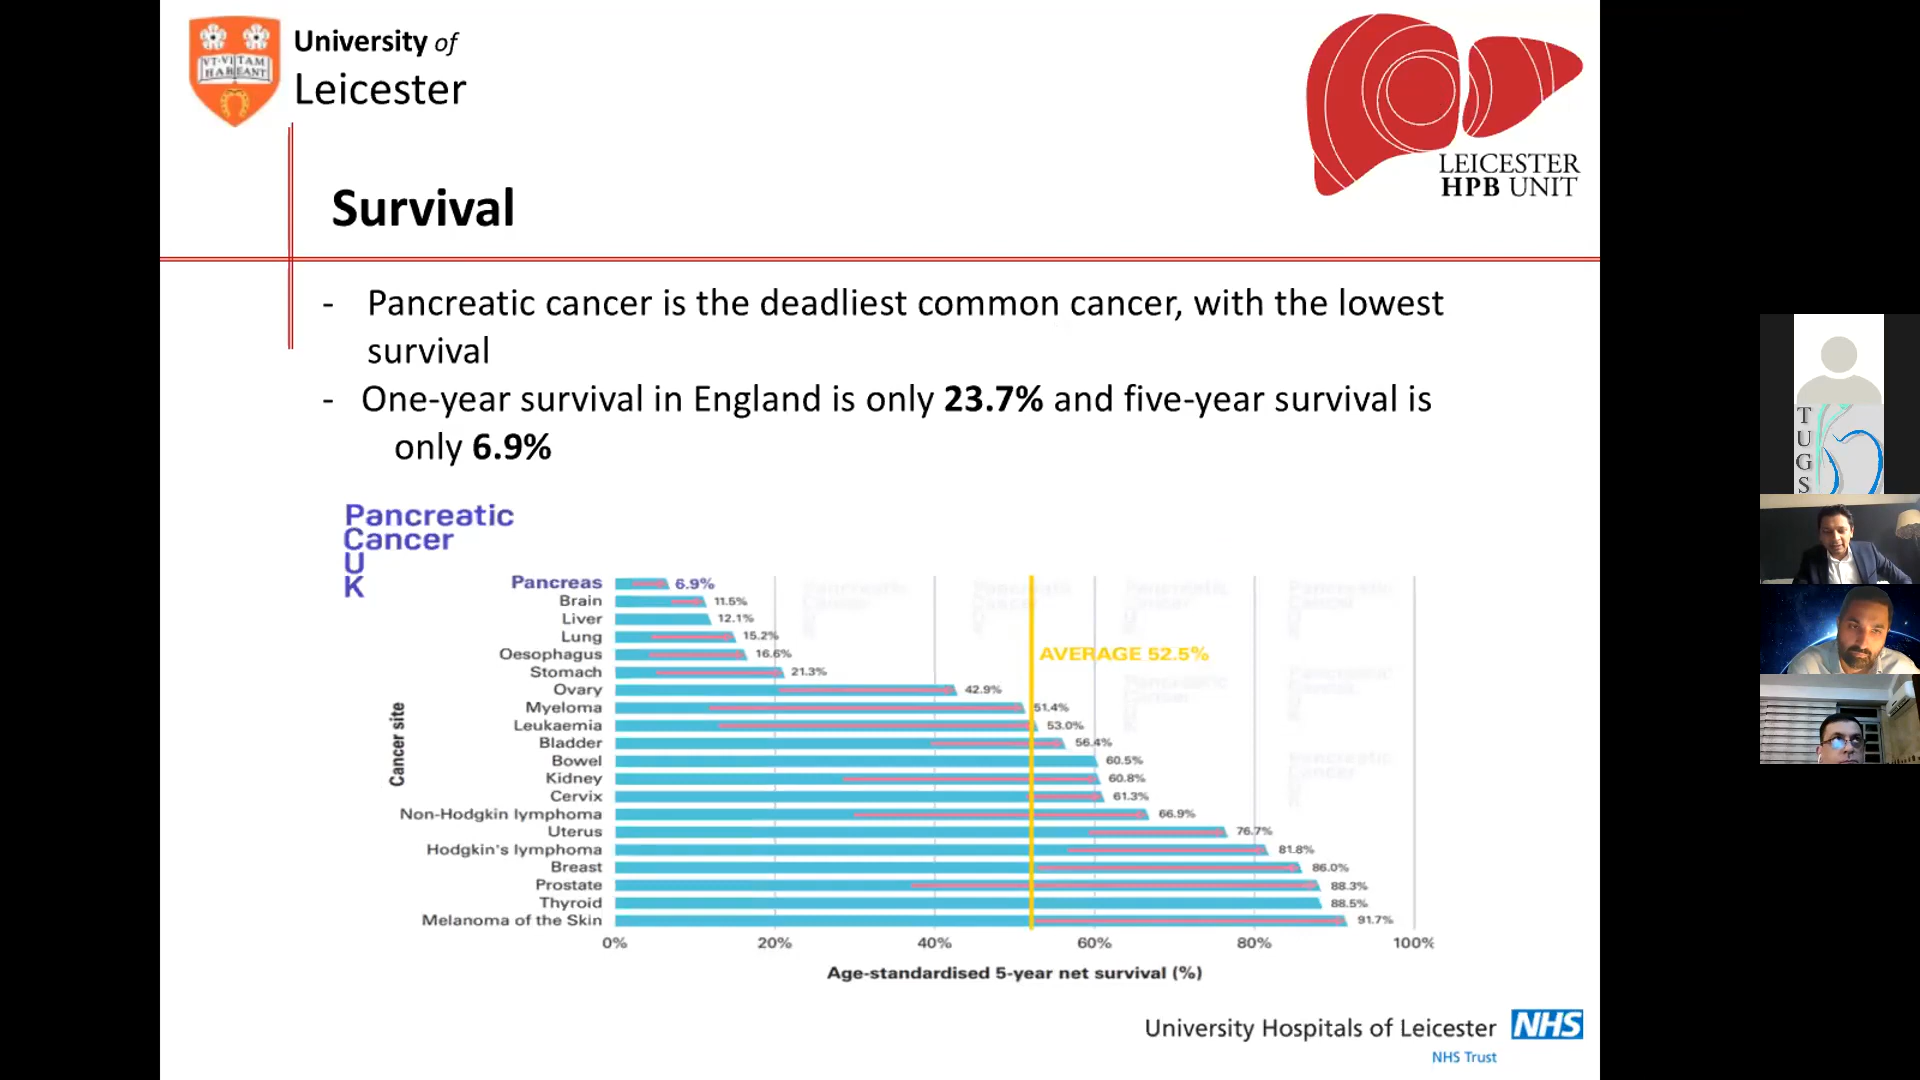 University of
Leicester
VT·VI TAM
HAB EANT
LEICESTER
HPB UNIT
Survival
- Pancreatic cancer is the deadliest common cancer, with the lowest
survival
- One-year survival in England is only 23.7% and five-year survival is
only 6.9%
Pancreatic
Cancer
U
K
Pancreas 6.9%
Brain 11.5%
Liver 12.1%
Lung 15.2%
Oesophagus 16.6%
Stomach 21.3%
Ovary 42.9%
Myeloma 51.4%
Leukaemia 53.0%
Bladder 56.4%
Bowel 60.5%
Kidney 60.8%
Cervix 61.3%
Non-Hodgkin lymphoma 66.9%
Uterus 76.7%
Hodgkin's lymphoma 81.8%
Breast 86.0%
Prostate 88.3%
Thyroid 88.5%
Melanoma of the Skin 91.7%
AVERAGE 52.5%
Cancer site
0% 20% 40% 60% 80% 100%
Age-standardised 5-year net survival (%)
University Hospitals of Leicester NHS
NHS Trust
T
U
G
S